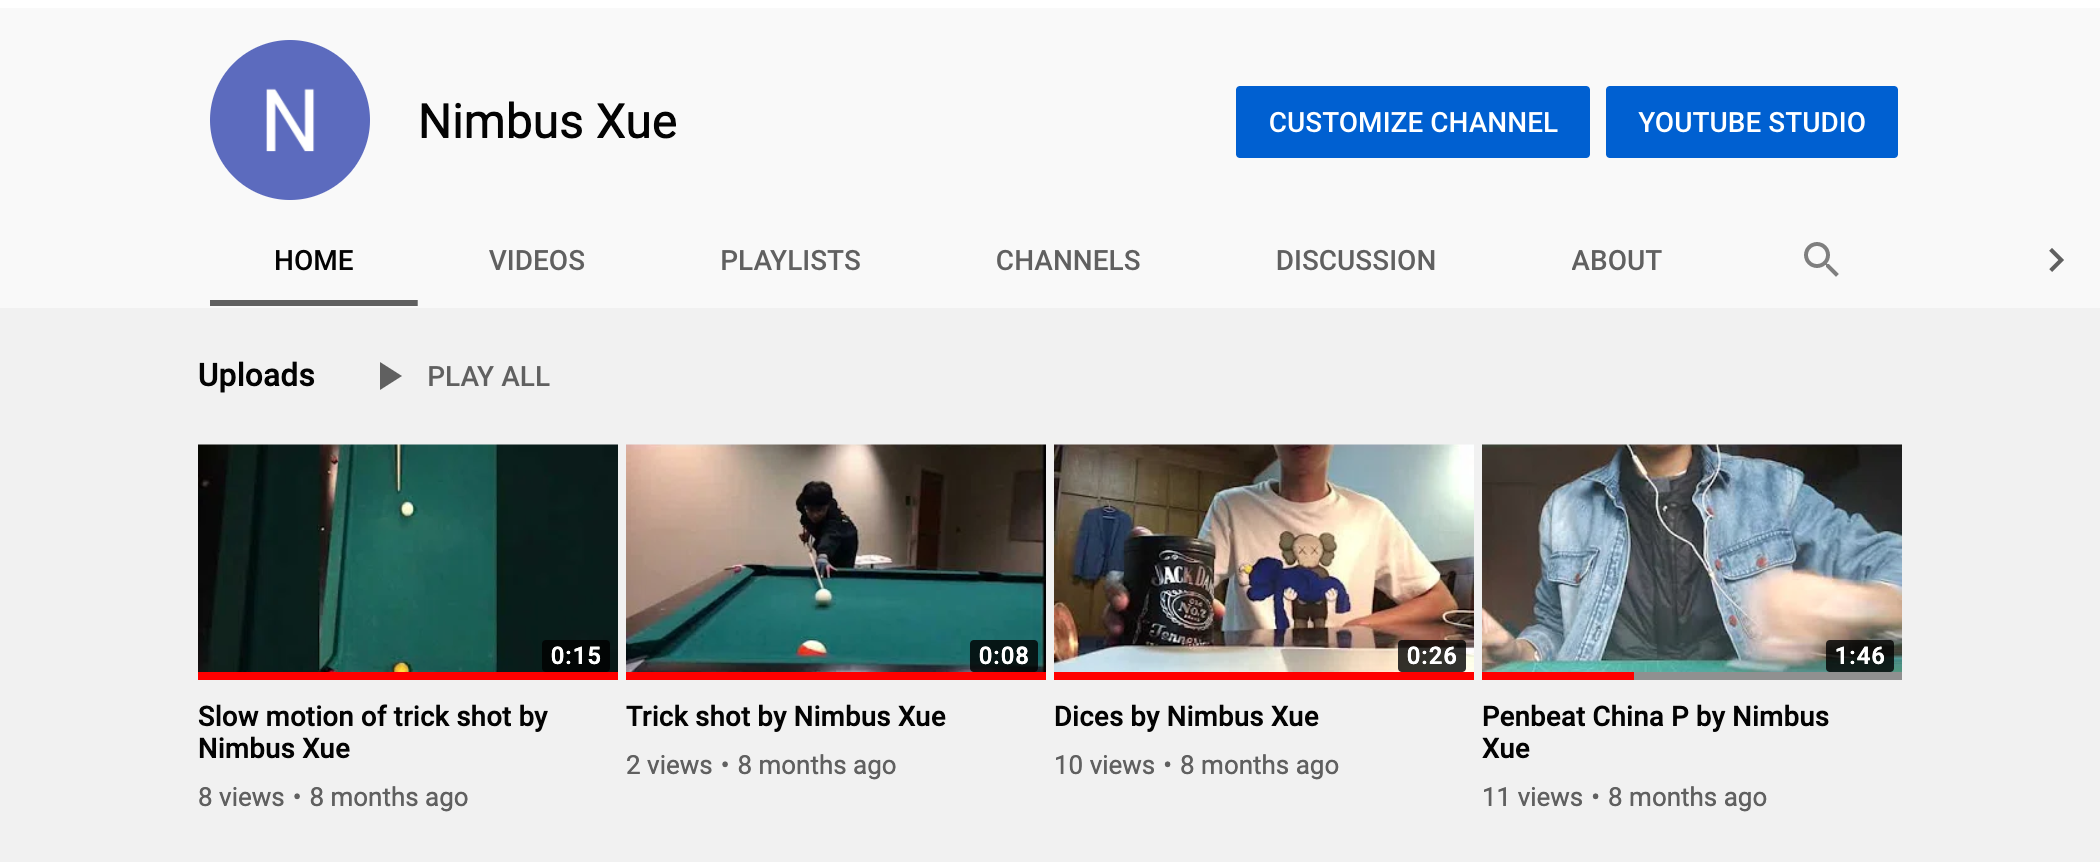 N
Nimbus Xue
CUSTOMIZE CHANNEL
YOUTUBE STUDIO
HOME
VIDEOS
PLAYLISTS
CHANNELS
DISCUSSION
ABOUT
Uploads
PLAY ALL
0:15
0:08
JACK DA
No.7
Tennes
0:26
1:46
Slow motion of trick shot by
Nimbus Xue
8 views • 8 months ago
Trick shot by Nimbus Xue
2 views • 8 months ago
Dices by Nimbus Xue
10 views • 8 months ago
Penbeat China P by Nimbus
Xue
11 views • 8 months ago